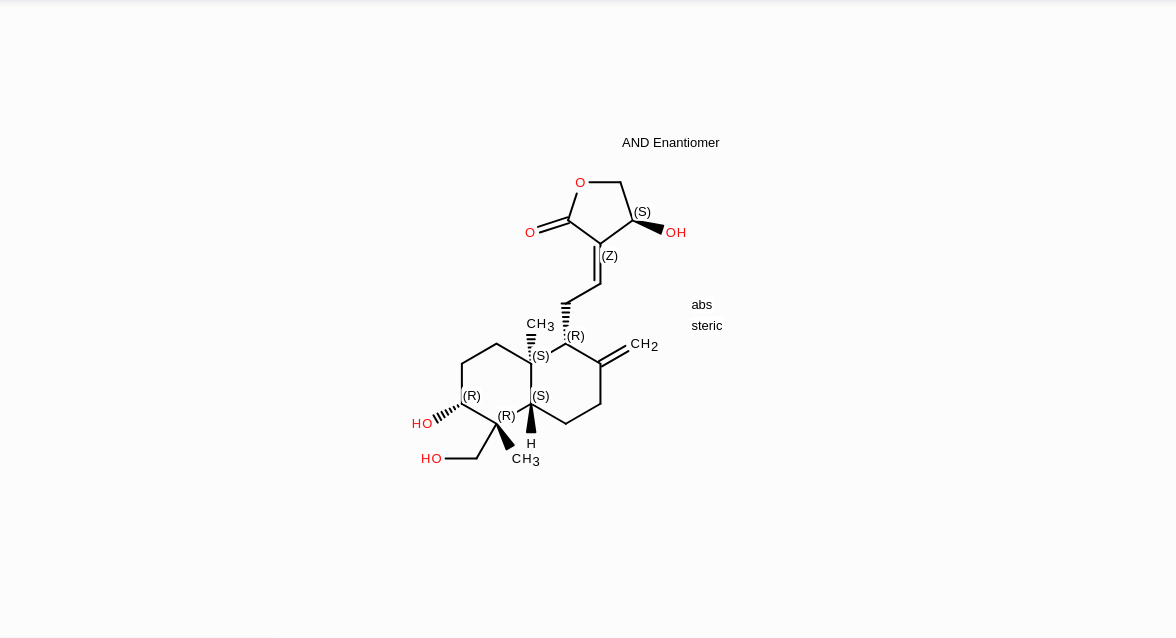 AND Enantiomer
O
(S)
O
OH
(Z)
abs
CH3
steric
(R)
CH2
(S)
(R)
(S)
(R)
HO
H
HO
CH3